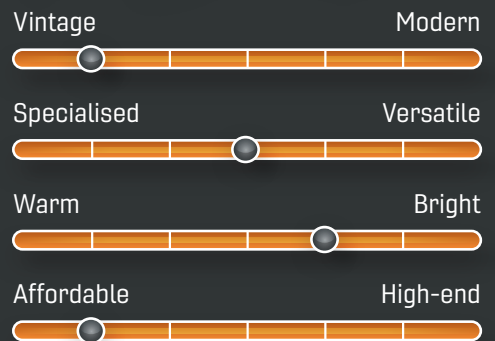 Vintage Modern
Specialised Versatile
Warm Bright
Affordable High-end